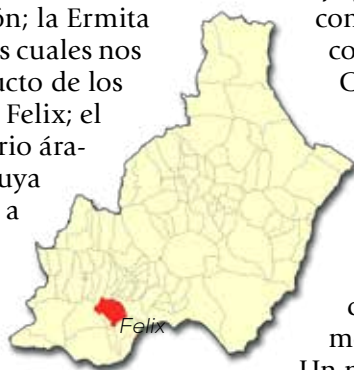 ón; la Ermita
s cuales nos
ucto de los
Felix; el
rio ára-
uya
a
Felix
con
co
C
m
Un